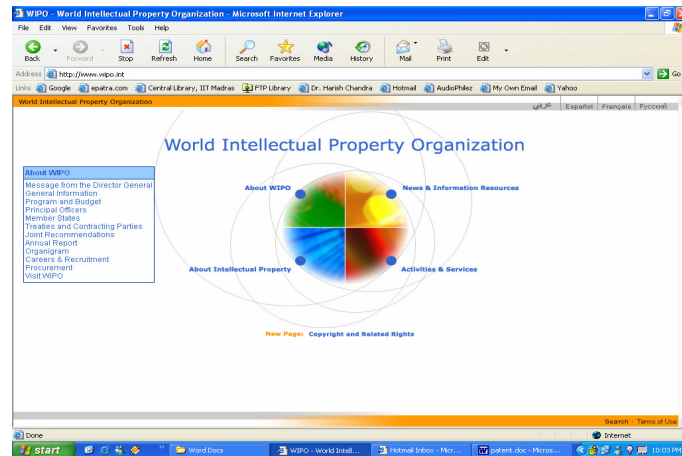 WIPO - World Intellectual Property Organization - Microsoft Internet Explorer
File Edit View Favorites Tools Help
Back Forward Stop Refresh Home Search Favorites Media History Mail Print Edit
Address http://www.wipo.int Go
Links Google epatra.com Central Library, IIT Madras FTP Library Dr. Harish Chandra Hotmail AudioPhilez My Own Email Yahoo
World Intellectual Property Organization
عربي Español Français Русский
World Intellectual Property Organization
About WIPO
Message from the Director General
General Information
Program and Budget
Principal Officers
Member States
Treaties and Contracting Parties
Joint Recommendations
Annual Report
Organigram
Careers & Recruitment
Procurement
Visit WIPO
About WIPO News & Information Resources
About Intellectual Property Activities & Services
New Page: Copyright and Related Rights
Search - Terms of Use
Done Internet
start Word Docs WIPO - World Intell... Hotmail Inbox - Micr... patent.doc - Micros... 10:03 PM